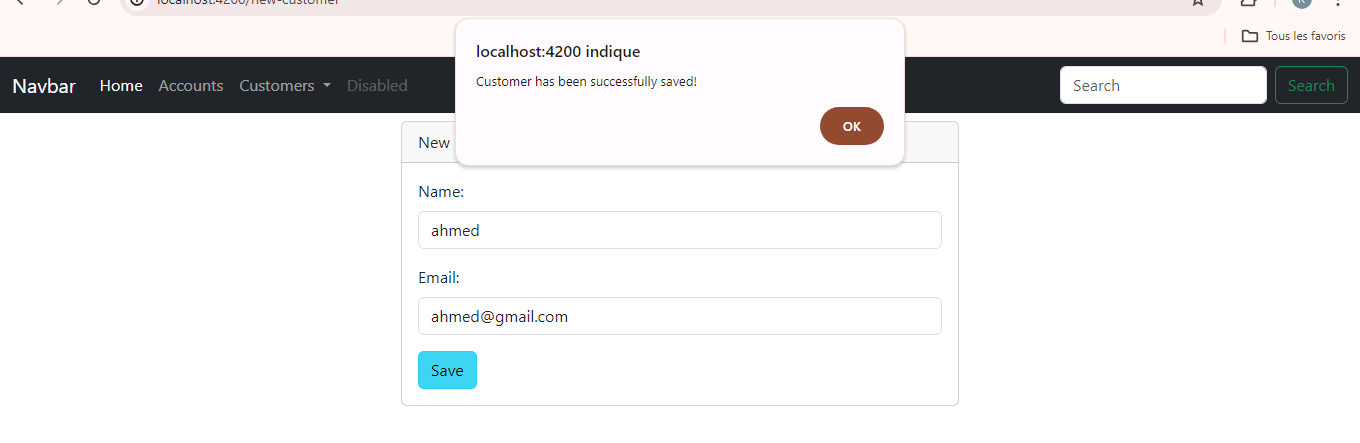 localhost:4200/new-customer
Tous les favoris
localhost:4200 indique
Customer has been successfully saved!
OK
Navbar Home Accounts Customers Disabled Search Search
New
Name:
ahmed
Email:
ahmed@gmail.com
Save